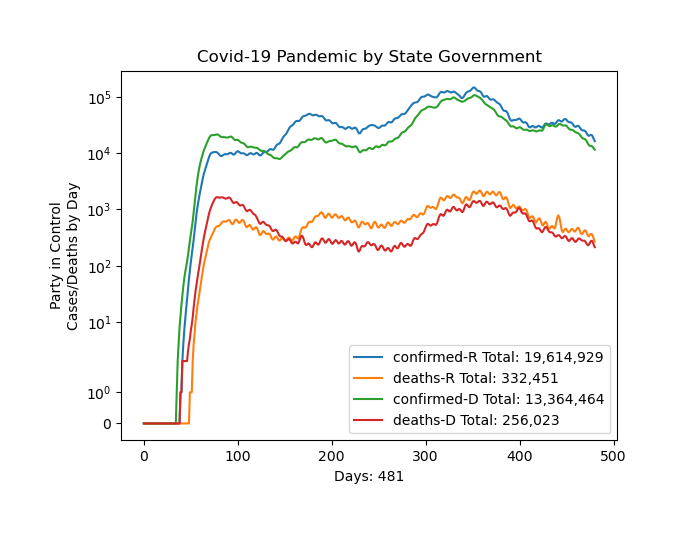 Covid-19 Pandemic by State Government
Party in Control
Cases/Deaths by Day
10^5
10^4
10^3
10^2
10^1
10^0
0
0 100 200 300 400 500
Days: 481
confirmed-R Total: 19,614,929
deaths-R Total: 332,451
confirmed-D Total: 13,364,464
deaths-D Total: 256,023